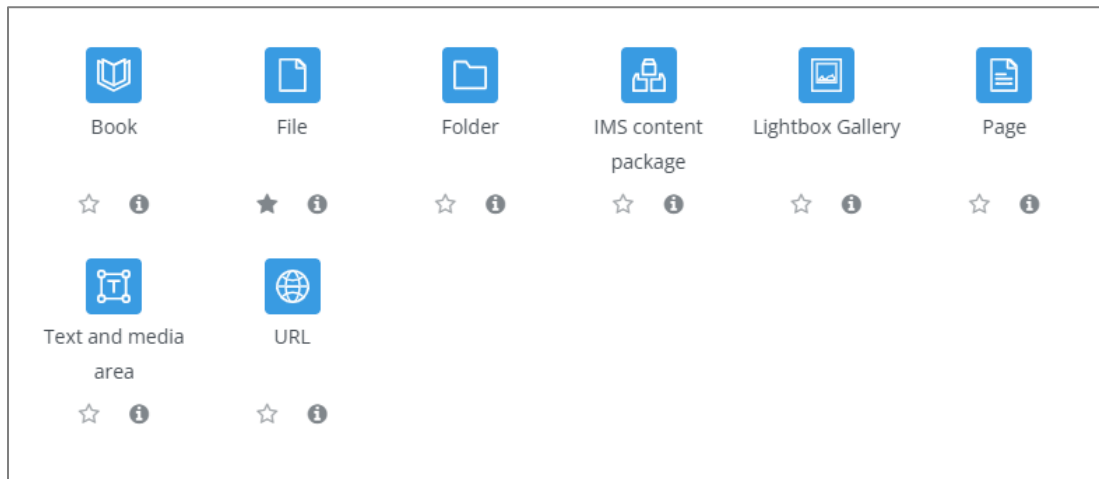 Book
File
Folder
IMS content
package
Lightbox Gallery
Page
Text and media
area
URL